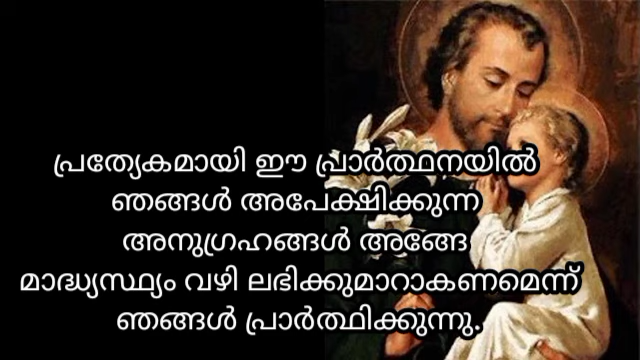 പ്രത്യേകമായി ഈ പ്രാർത്ഥനയിൽ
ഞങ്ങൾ അപേക്ഷിക്കുന്ന
അനുഗ്രഹങ്ങൾ അങ്ങേ
മാദ്ധ്യസ്ഥ്യം വഴി ലഭിക്കുമാറാകണമെന്ന്
ഞങ്ങൾ പ്രാർത്ഥിക്കുന്നു.